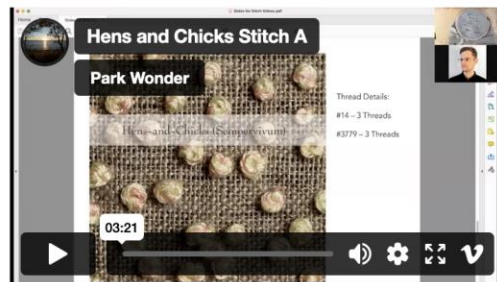 Hens and Chicks Stitch A
Park Wonder
Thread Details:
#14 – 3 Threads
#3779 – 3 Threads
Hens-and-Chicks (Sempervivum)
03:21